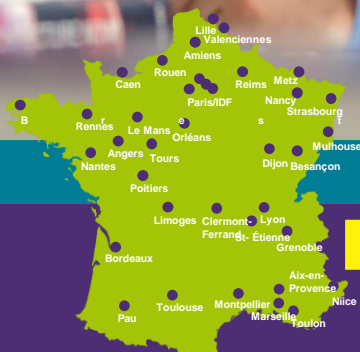 Lille
Valenciennes
Amiens
Rouen
Caen
Reims
Metz
Paris/IDF
Nancy
Strasbourg
B r e s t
Rennes
Le Mans
Orléans
Mulhouse
Angers
Tours
Nantes
Dijon
Besançon
Poitiers
Limoges
Clermont-
Ferrand
Lyon
St- Étienne
Grenoble
Bordeaux
Aix-en-
Provence
Niice
Montpellier
Marseille
Toulon
Toulouse
Pau